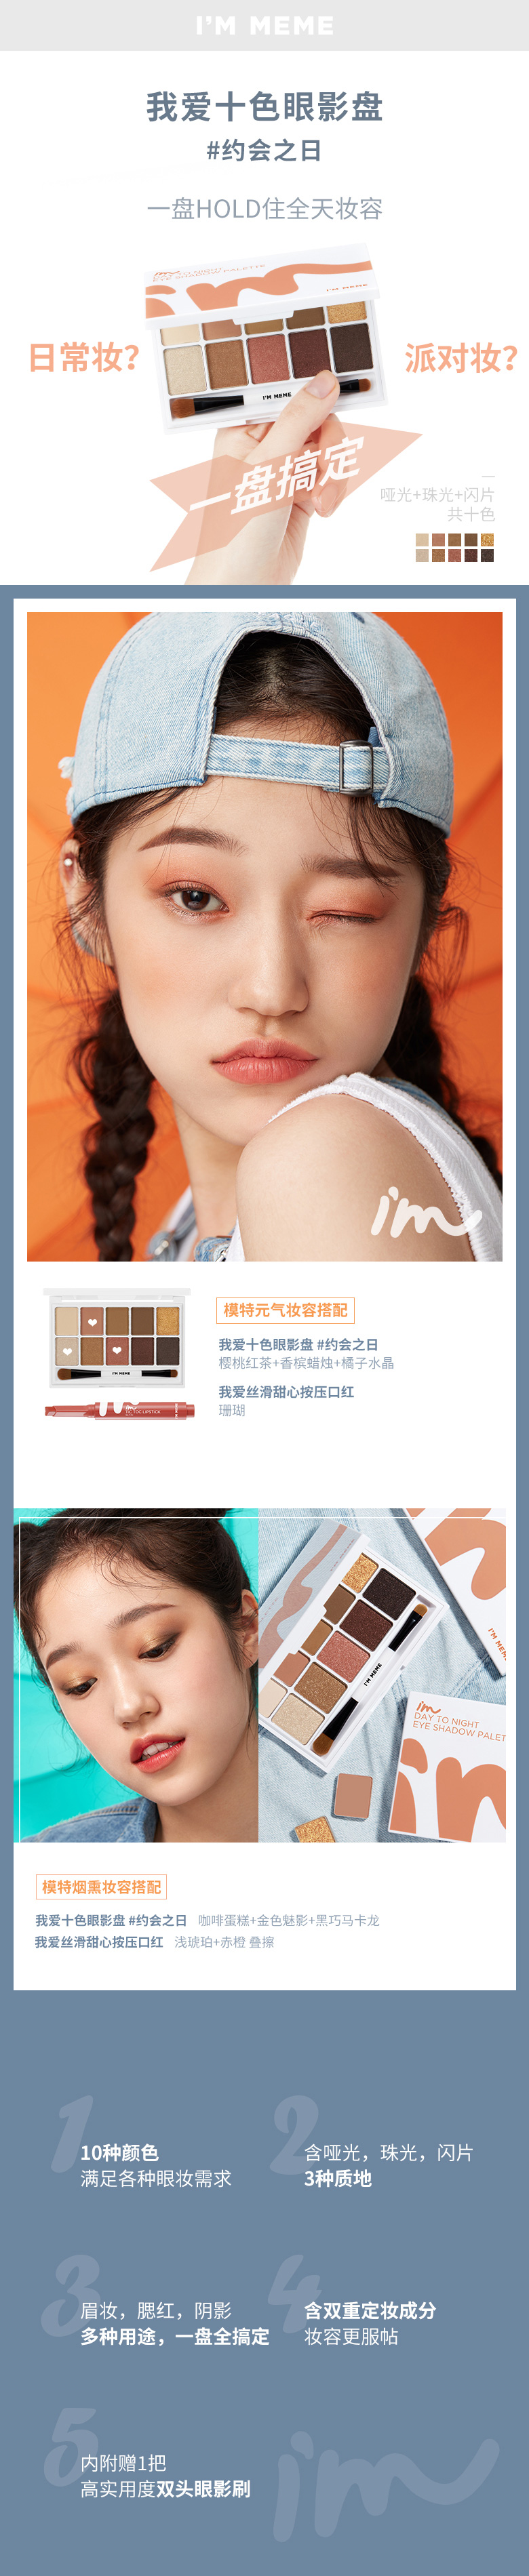 I'M MEME
我爱十色眼影盘
#约会之日
一盘HOLD住全天妆容
im
DAY TO NIGHT
EYE SHADOW PALETTE
I'M MEME
日常妆?
派对妆?
I'M MEME
一盘搞定
哑光+珠光+闪片
共十色
i'm
模特元气妆容搭配
我爱十色眼影盘 #约会之日
樱桃红茶+香槟蜡烛+橘子水晶
I'M MEME
我爱丝滑甜心按压口红
珊瑚
I'M MEME
im
DAY TO NIGHT
EYE SHADOW PALET
模特烟熏妆容搭配
我爱十色眼影盘 #约会之日 咖啡蛋糕+金色魅影+黑巧马卡龙
我爱丝滑甜心按压口红 浅琥珀+赤橙 叠擦
1
10种颜色
满足各种眼妆需求
2
含哑光，珠光，闪片
3种质地
3
眉妆，腮红，阴影
多种用途，一盘全搞定
4
含双重定妆成分
妆容更服帖
5
内附赠1把
高实用度双头眼影刷
i'm